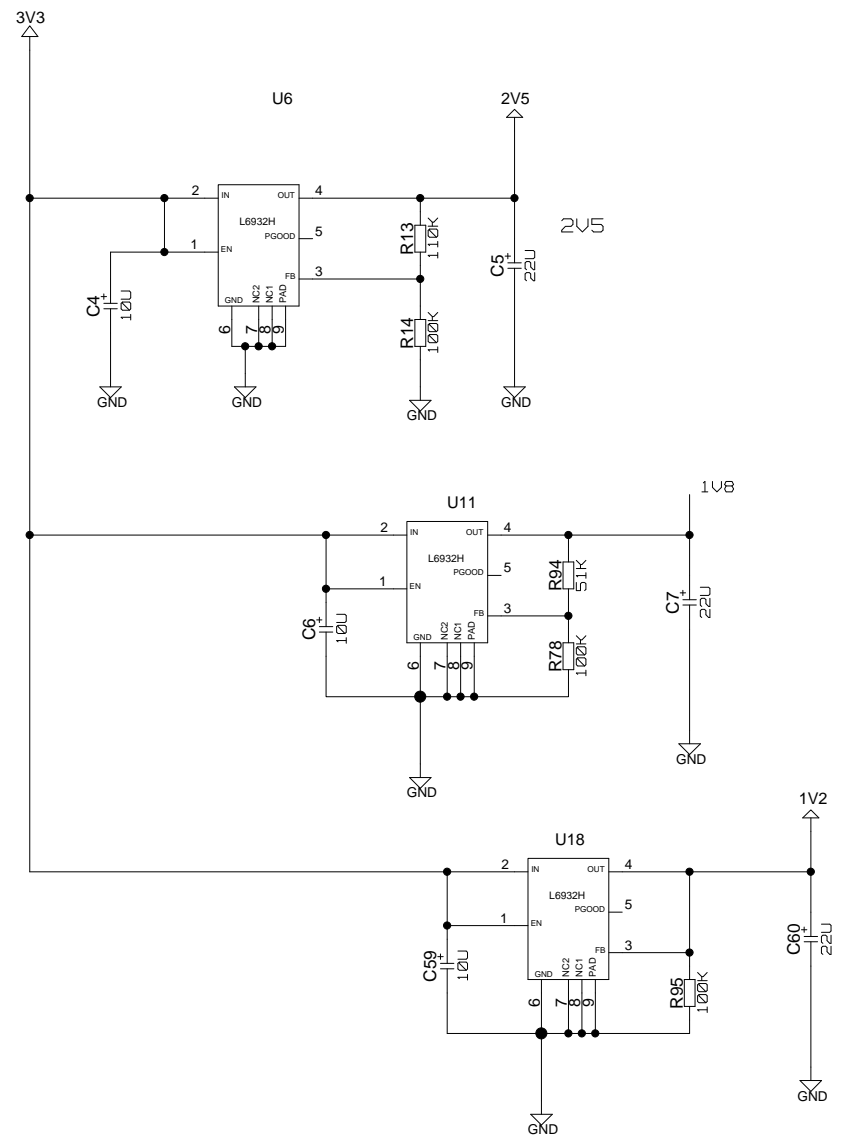 3V3
U6
2V5
2 IN OUT 4
L6932H
PGOOD 5
1 EN
FB 3
GND NC2 NC1 PAD
6 7 8 9
C4 + 10U
R13 110K
R14 100K
C5 + 22U
2V5
GND
GND
GND
GND
U11
1V8
2 IN OUT 4
L6932H
PGOOD 5
1 EN
FB 3
GND NC2 NC1 PAD
6 7 8 9
C6 + 10U
R94 51K
R78 100K
C7 + 22U
GND
GND
U18
1V2
2 IN OUT 4
L6932H
PGOOD 5
1 EN
FB 3
GND NC2 NC1 PAD
6 7 8 9
C59 + 10U
R95 100K
C60 + 22U
GND
GND